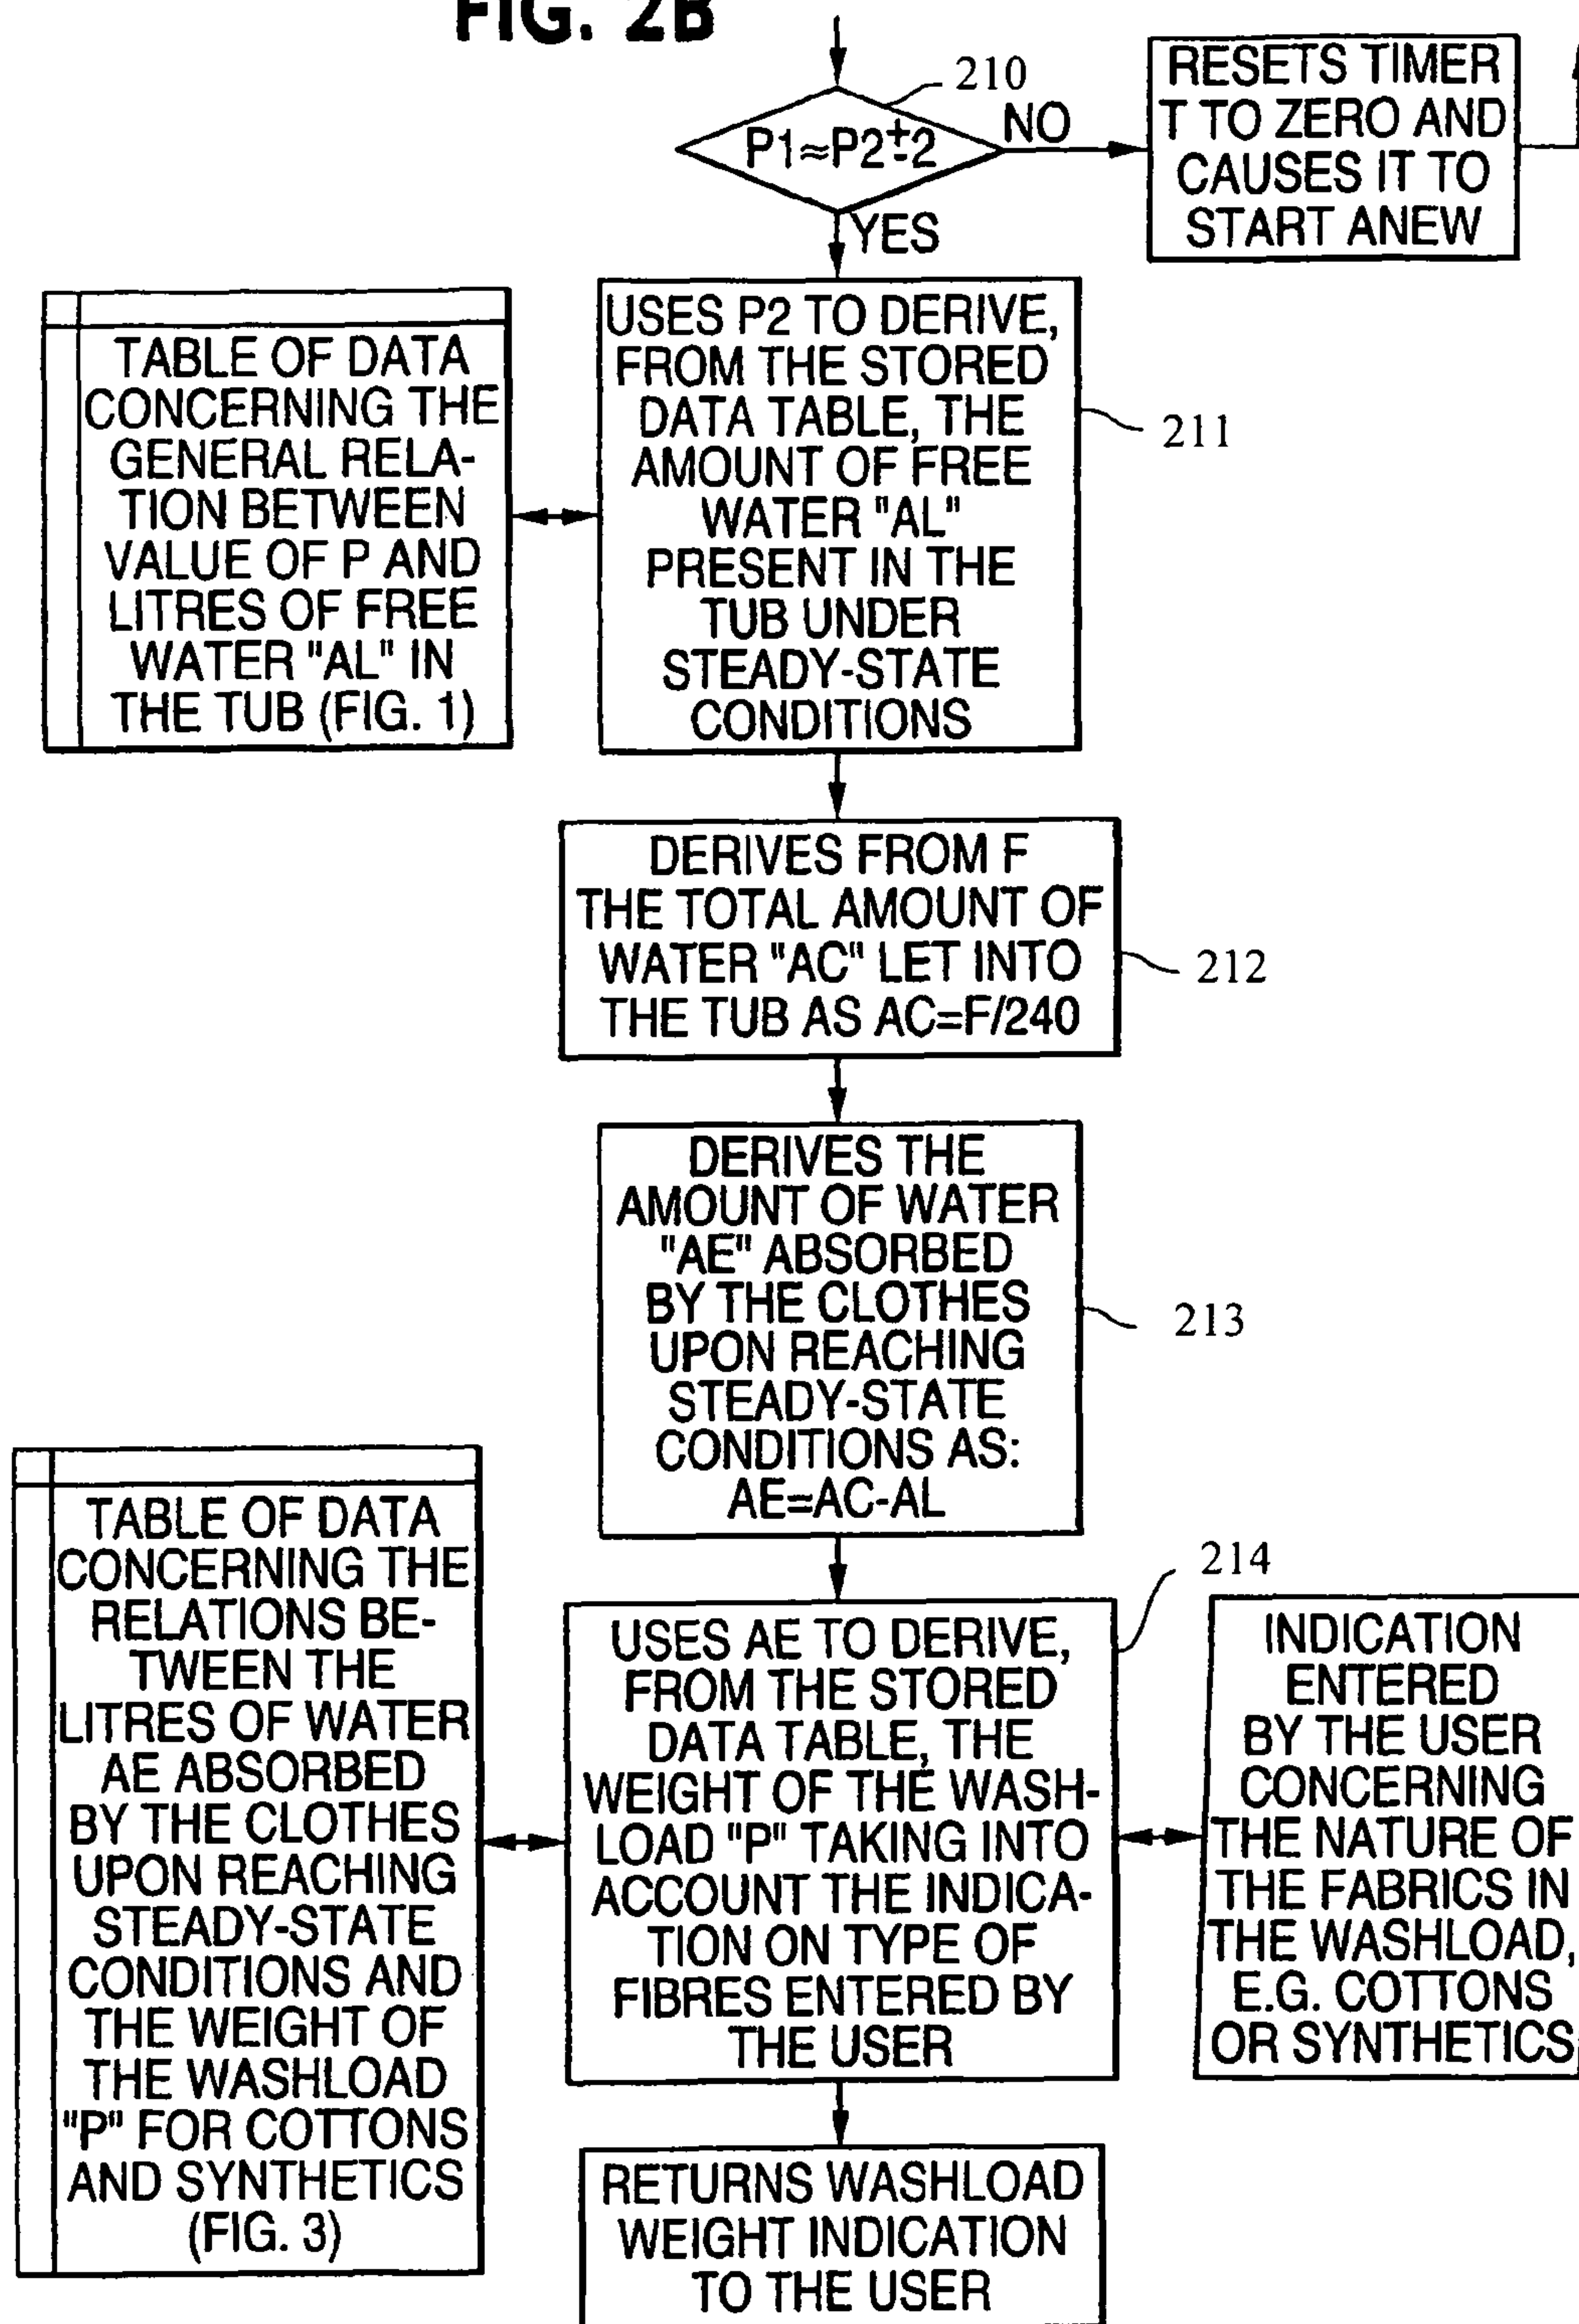 FIG. 2B
210
P1≈P2±2
NO
RESETS TIMER
T TO ZERO AND
CAUSES IT TO
START ANEW
YES
TABLE OF DATA
CONCERNING THE
GENERAL RELA-
TION BETWEEN
VALUE OF P AND
LITRES OF FREE
WATER "AL" IN
THE TUB (FIG. 1)
USES P2 TO DERIVE,
FROM THE STORED
DATA TABLE, THE
AMOUNT OF FREE
WATER "AL"
PRESENT IN THE
TUB UNDER
STEADY-STATE
CONDITIONS
211
DERIVES FROM F
THE TOTAL AMOUNT OF
WATER "AC" LET INTO
THE TUB AS AC=F/240
212
DERIVES THE
AMOUNT OF WATER
"AE" ABSORBED
BY THE CLOTHES
UPON REACHING
STEADY-STATE
CONDITIONS AS:
AE=AC-AL
213
TABLE OF DATA
CONCERNING THE
RELATIONS BE-
TWEEN THE
LITRES OF WATER
AE ABSORBED
BY THE CLOTHES
UPON REACHING
STEADY-STATE
CONDITIONS AND
THE WEIGHT OF
THE WASHLOAD
"P" FOR COTTONS
AND SYNTHETICS
(FIG. 3)
214
USES AE TO DERIVE,
FROM THE STORED
DATA TABLE, THE
WEIGHT OF THE WASH-
LOAD "P" TAKING INTO
ACCOUNT THE INDICA-
TION ON TYPE OF
FIBRES ENTERED BY
THE USER
INDICATION
ENTERED
BY THE USER
CONCERNING
THE NATURE OF
THE FABRICS IN
THE WASHLOAD,
E.G. COTTONS
OR SYNTHETICS
RETURNS WASHLOAD
WEIGHT INDICATION
TO THE USER